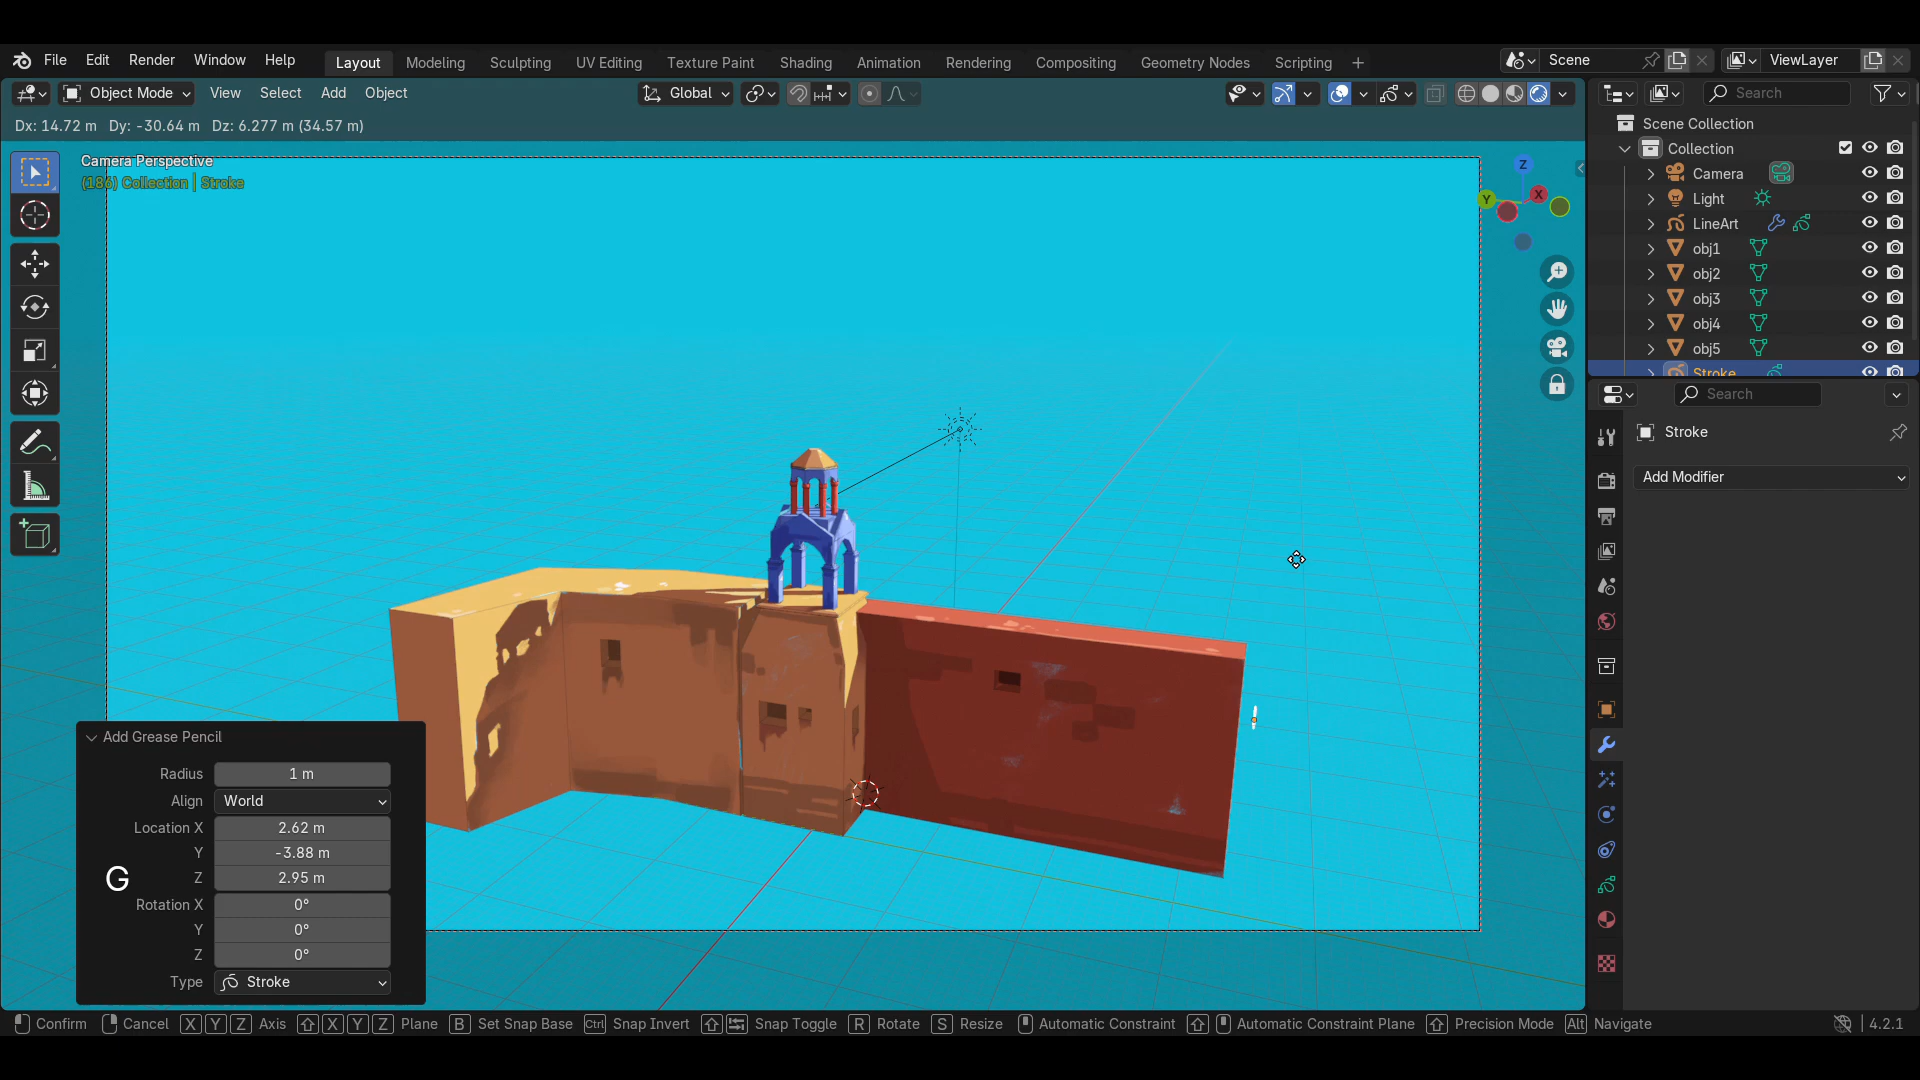 File Edit Render Window Help Layout Modeling Sculpting UV Editing Texture Paint Shading Animation Rendering Compositing Geometry Nodes Scripting + Scene ViewLayer
Object Mode View Select Add Object Global Search
Dx: 14.72 m Dy: -30.64 m Dz: 6.277 m (34.57 m)
Camera Perspective
(186) Collection | Stroke
Z
Y
X
Scene Collection
Collection
Camera
Light
LineArt
obj1
obj2
obj3
obj4
obj5
Stroke
Search
Stroke
Add Modifier
Add Grease Pencil
Radius 1 m
Align World
Location X 2.62 m
Y -3.88 m
Z 2.95 m
G
Rotation X 0°
Y 0°
Z 0°
Type Stroke
Confirm Cancel X Y Z Axis X Y Z Plane B Set Snap Base Ctrl Snap Invert Snap Toggle R Rotate S Resize Automatic Constraint Automatic Constraint Plane Precision Mode Alt Navigate 4.2.1